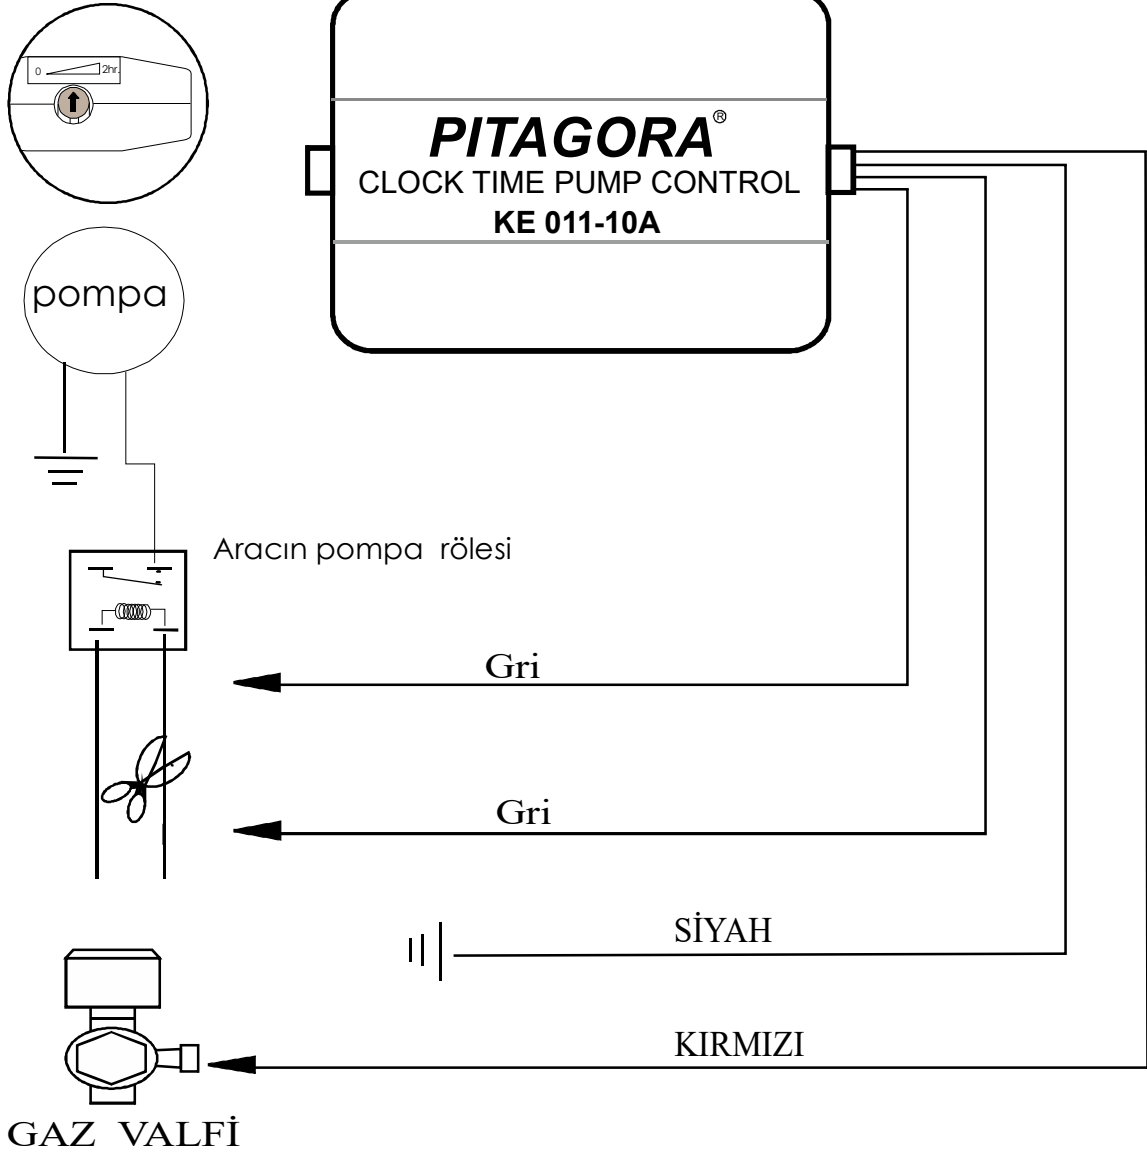 0 2hr.
PITAGORA®
CLOCK TIME PUMP CONTROL
KE 011-10A
pompa
Aracın pompa rölesi
Gri
Gri
SİYAH
KIRMIZI
GAZ VALFİ